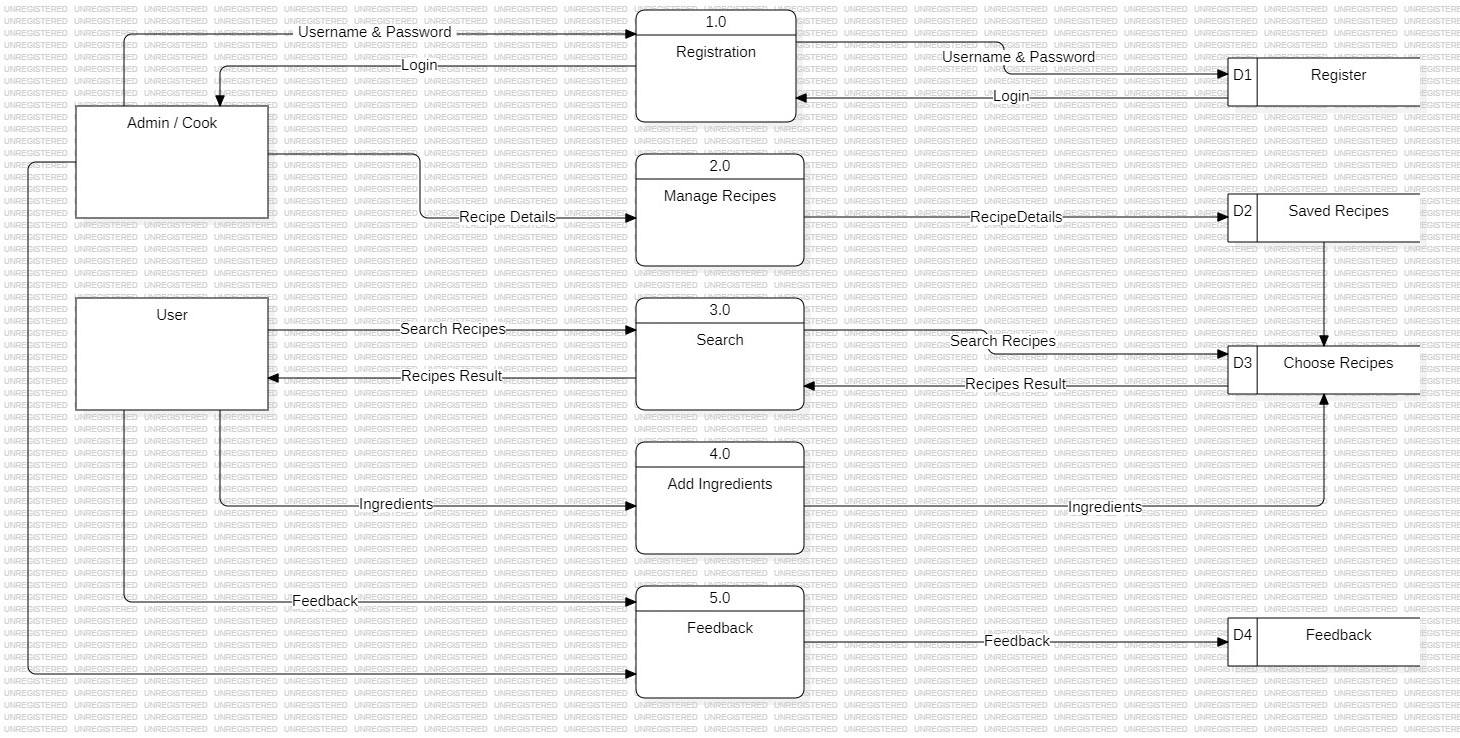 1.0
Username & Password
Registration
Username & Password
Login
D1
Register
Login
Admin / Cook
2.0
Manage Recipes
Recipe Details
RecipeDetails
D2
Saved Recipes
3.0
User
Search Recipes
Search
Search Recipes
D3
Choose Recipes
Recipes Result
Recipes Result
4.0
Add Ingredients
Ingredients
Ingredients
5.0
Feedback
Feedback
Feedback
D4
Feedback
UNREGISTERED